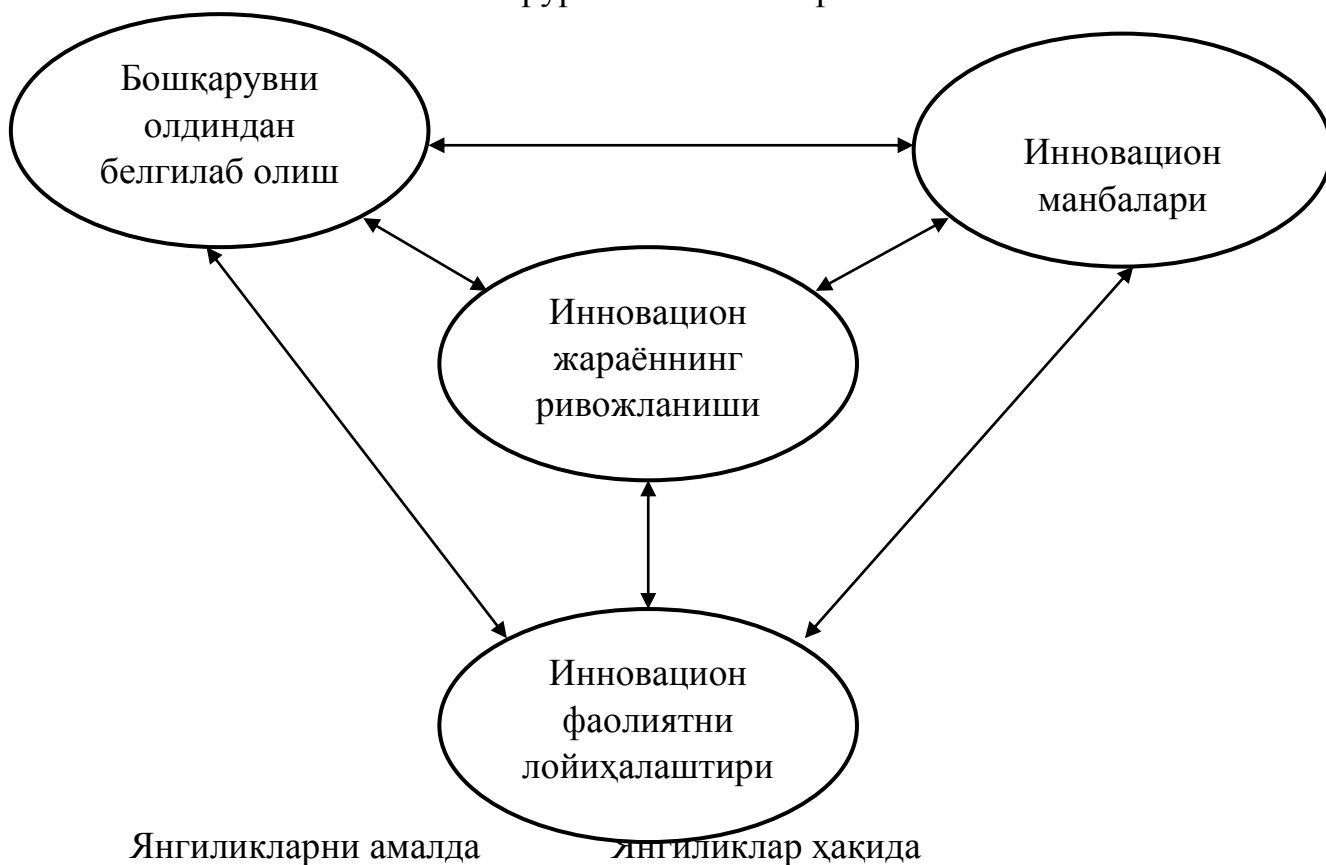 Бошқарувни
олдиндан
белгилаб олиш
Инновацион
манбалари
Инновацион
жараённинг
ривожланиши
Инновацион
фаолиятни
лойиҳалаштири
Янгиликларни амалда Янгиликлар ҳақида